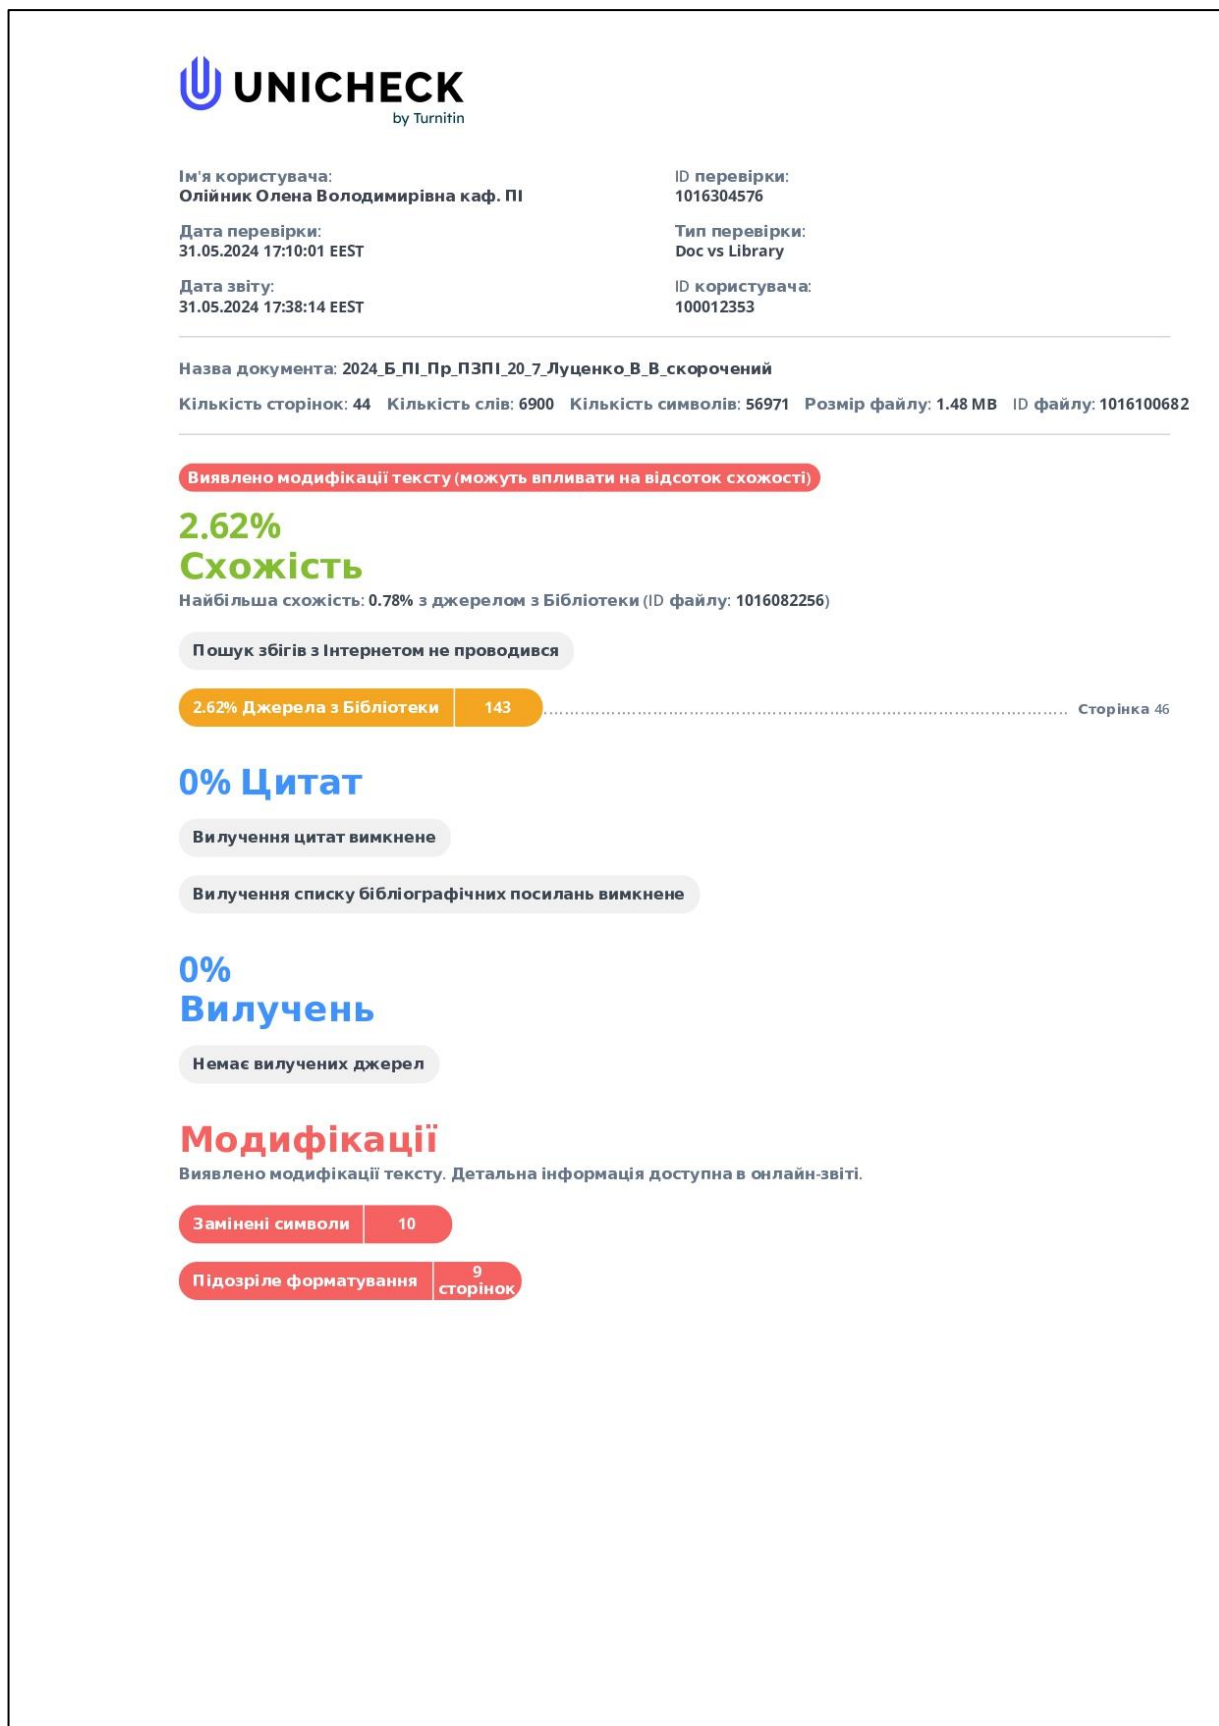 UNICHECK
by Turnitin
Ім'я користувача:
Олійник Олена Володимирівна каф. ПІ
ID перевірки:
1016304576
Дата перевірки:
31.05.2024 17:10:01 EEST
Тип перевірки:
Doc vs Library
Дата звіту:
31.05.2024 17:38:14 EEST
ID користувача:
100012353
Назва документа: 2024_Б_ПІ_Пр_ПЗПІ_20_7_Луценко_В_В_скорочений
Кількість сторінок: 44 Кількість слів: 6900 Кількість символів: 56971 Розмір файлу: 1.48 MB ID файлу: 1016100682
Виявлено модифікації тексту (можуть впливати на відсоток схожості)
2.62%
Схожість
Найбільша схожість: 0.78% з джерелом з Бібліотеки (ID файлу: 1016082256)
Пошук збігів з Інтернетом не проводився
2.62% Джерела з Бібліотеки 143 Сторінка 46
0% Цитат
Вилучення цитат вимкнене
Вилучення списку бібліографічних посилань вимкнене
0%
Вилучень
Немає вилучених джерел
Модифікації
Виявлено модифікації тексту. Детальна інформація доступна в онлайн-звіті.
Замінені символи 10
Підозріле форматування 9
сторінок